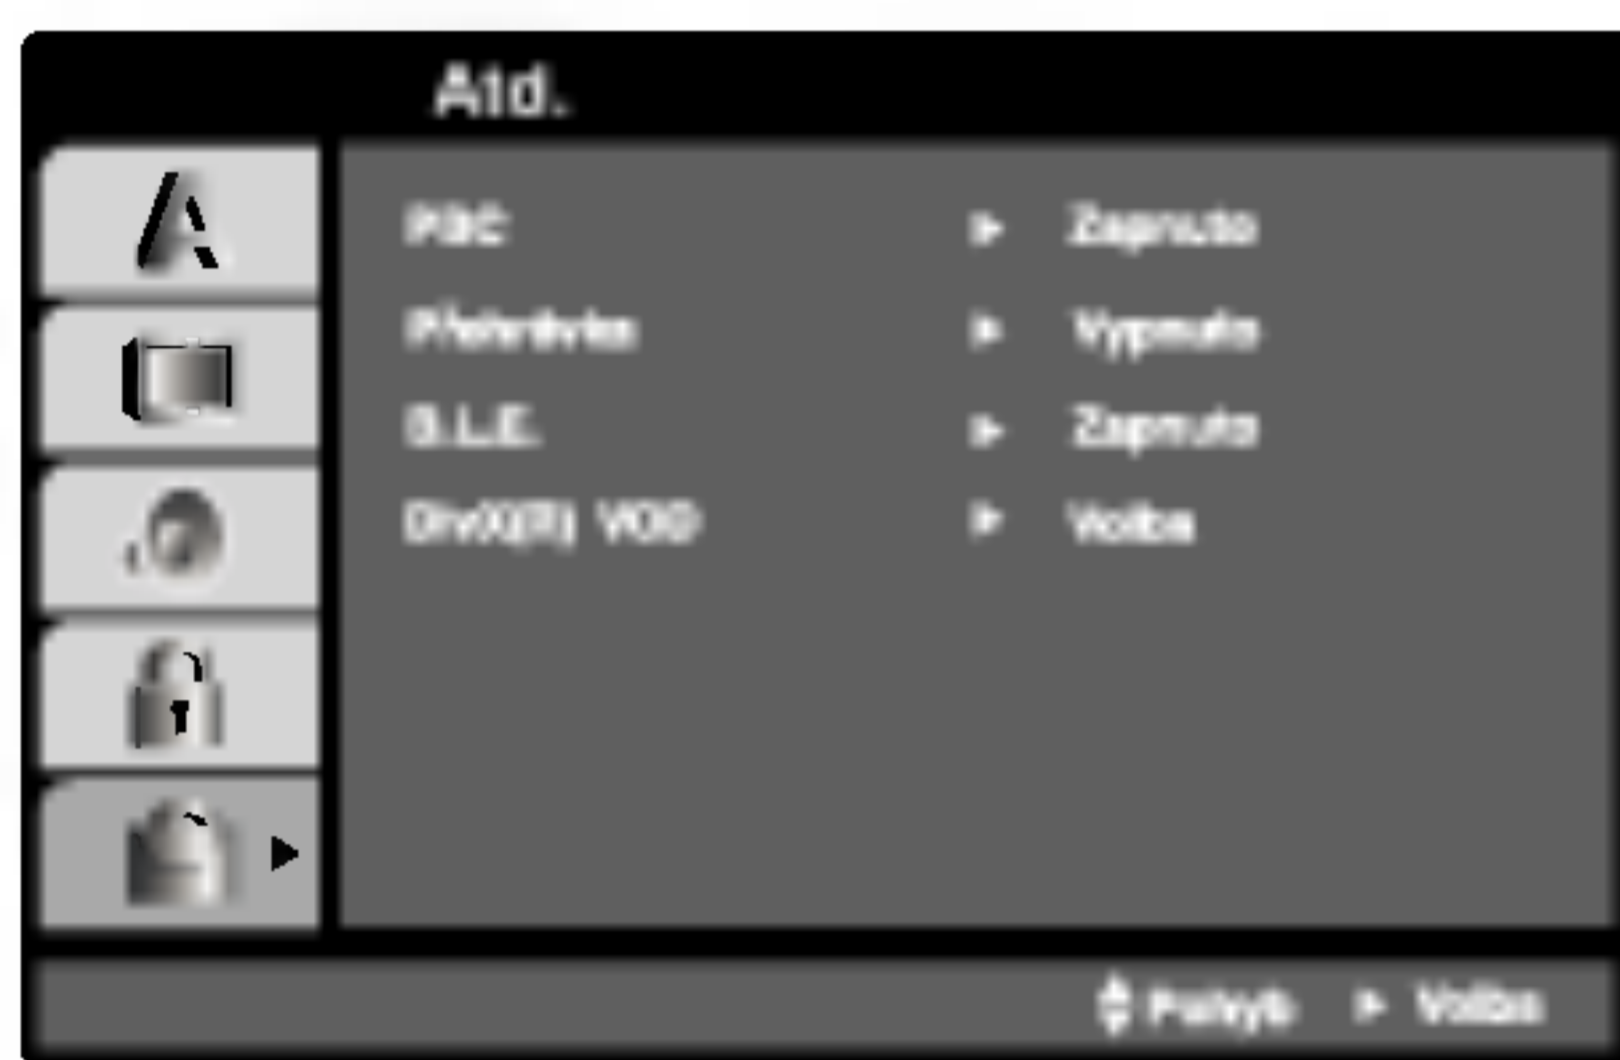 Atd.
PBC Zapnuto
Vypnuto
B.L.E. Zapnuto
DivX(R) VOD Volba
Pohyb Volba